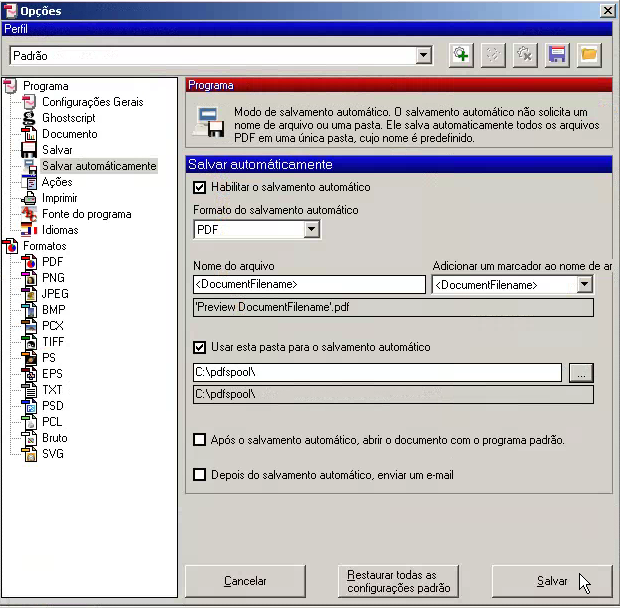 Opções
Perfil
Padrão
Programa
Configurações Gerais
Ghostscript
Documento
Salvar
Salvar automáticamente
Ações
Imprimir
Fonte do programa
Idiomas
Formatos
PDF
PNG
JPEG
BMP
PCX
TIFF
PS
EPS
TXT
PSD
PCL
Bruto
SVG
Programa
Modo de salvamento automático. O salvamento automático não solicita um
nome de arquivo ou uma pasta. Ele salva automaticamente todos os arquivos
PDF em uma única pasta, cujo nome é predefinido.
Salvar automáticamente
Habilitar o salvamento automático
Formato do salvamento automático
PDF
Nome do arquivo
Adicionar um marcador ao nome de ar
<DocumentFilename>
<DocumentFilename>
'Preview DocumentFilename'.pdf
Usar esta pasta para o salvamento automático
C:\pdfspool\
...
C:\pdfspool\
Após o salvamento automático, abrir o documento com o programa padrão.
Depois do salvamento automático, enviar um e-mail
Cancelar
Restaurar todas as
configurações padrão
Salvar